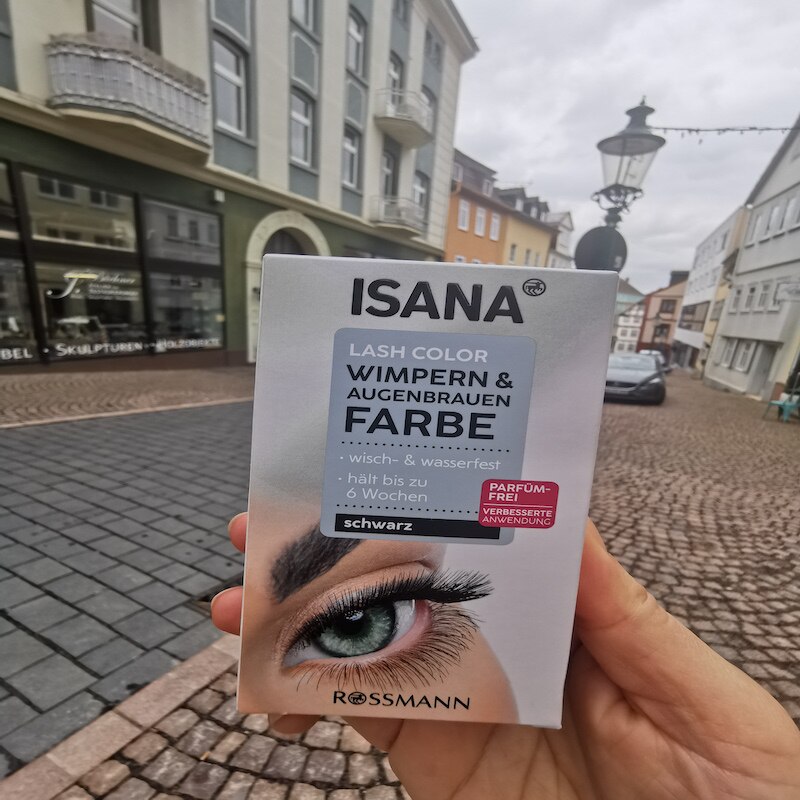 ISANA
LASH COLOR
WIMPERN &
AUGENBRAUEN
FARBE
· wisch- & wasserfest
· hält bis zu
6 Wochen
PARFÜM-
FREI
VERBESSERTE
ANWENDUNG
schwarz
ROSSMANN
BEL · SKULPTUREN HOLZOBJEKTE